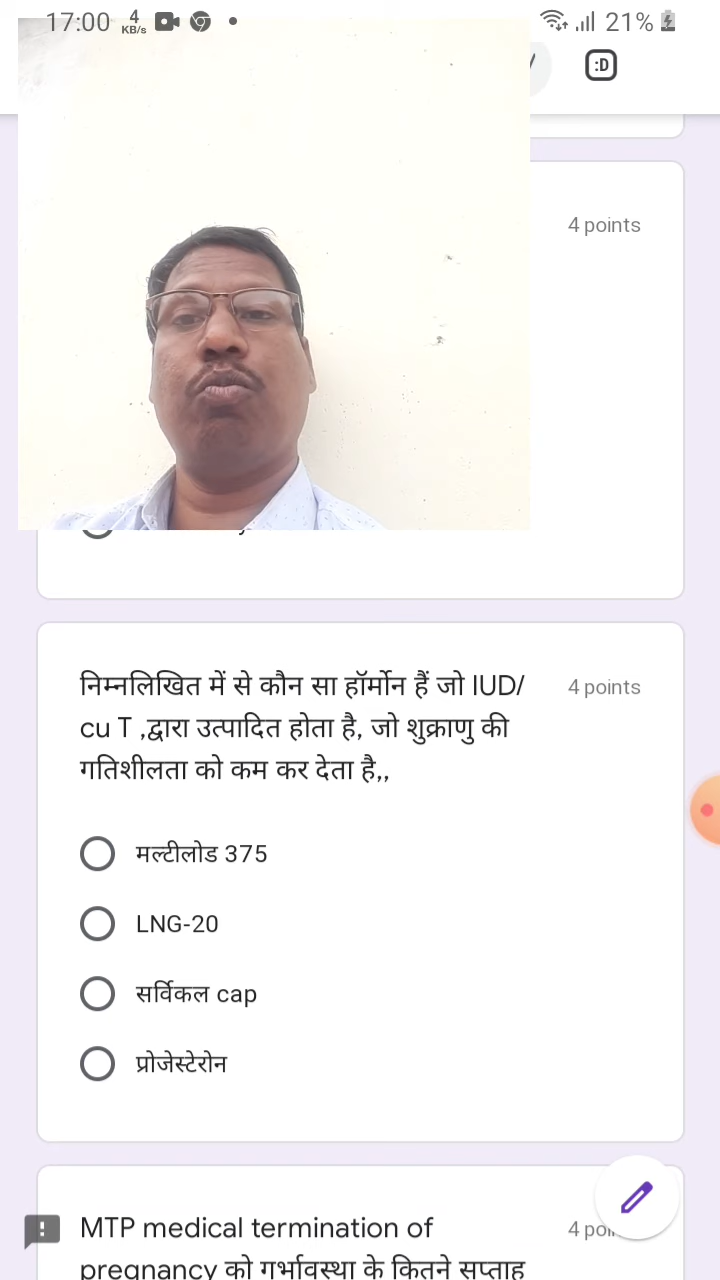 17:00 4 KB/s 21%
:D
4 points
निम्नलिखित में से कौन सा हॉर्मोन हैं जो IUD/ 4 points
cu T ,द्वारा उत्पादित होता है, जो शुक्राणु की
गतिशीलता को कम कर देता है,,
मल्टीलोड 375
LNG-20
सर्विकल cap
प्रोजेस्टेरोन
MTP medical termination of 4
pregnancy को गर्भावस्था के कितने सप्ताह